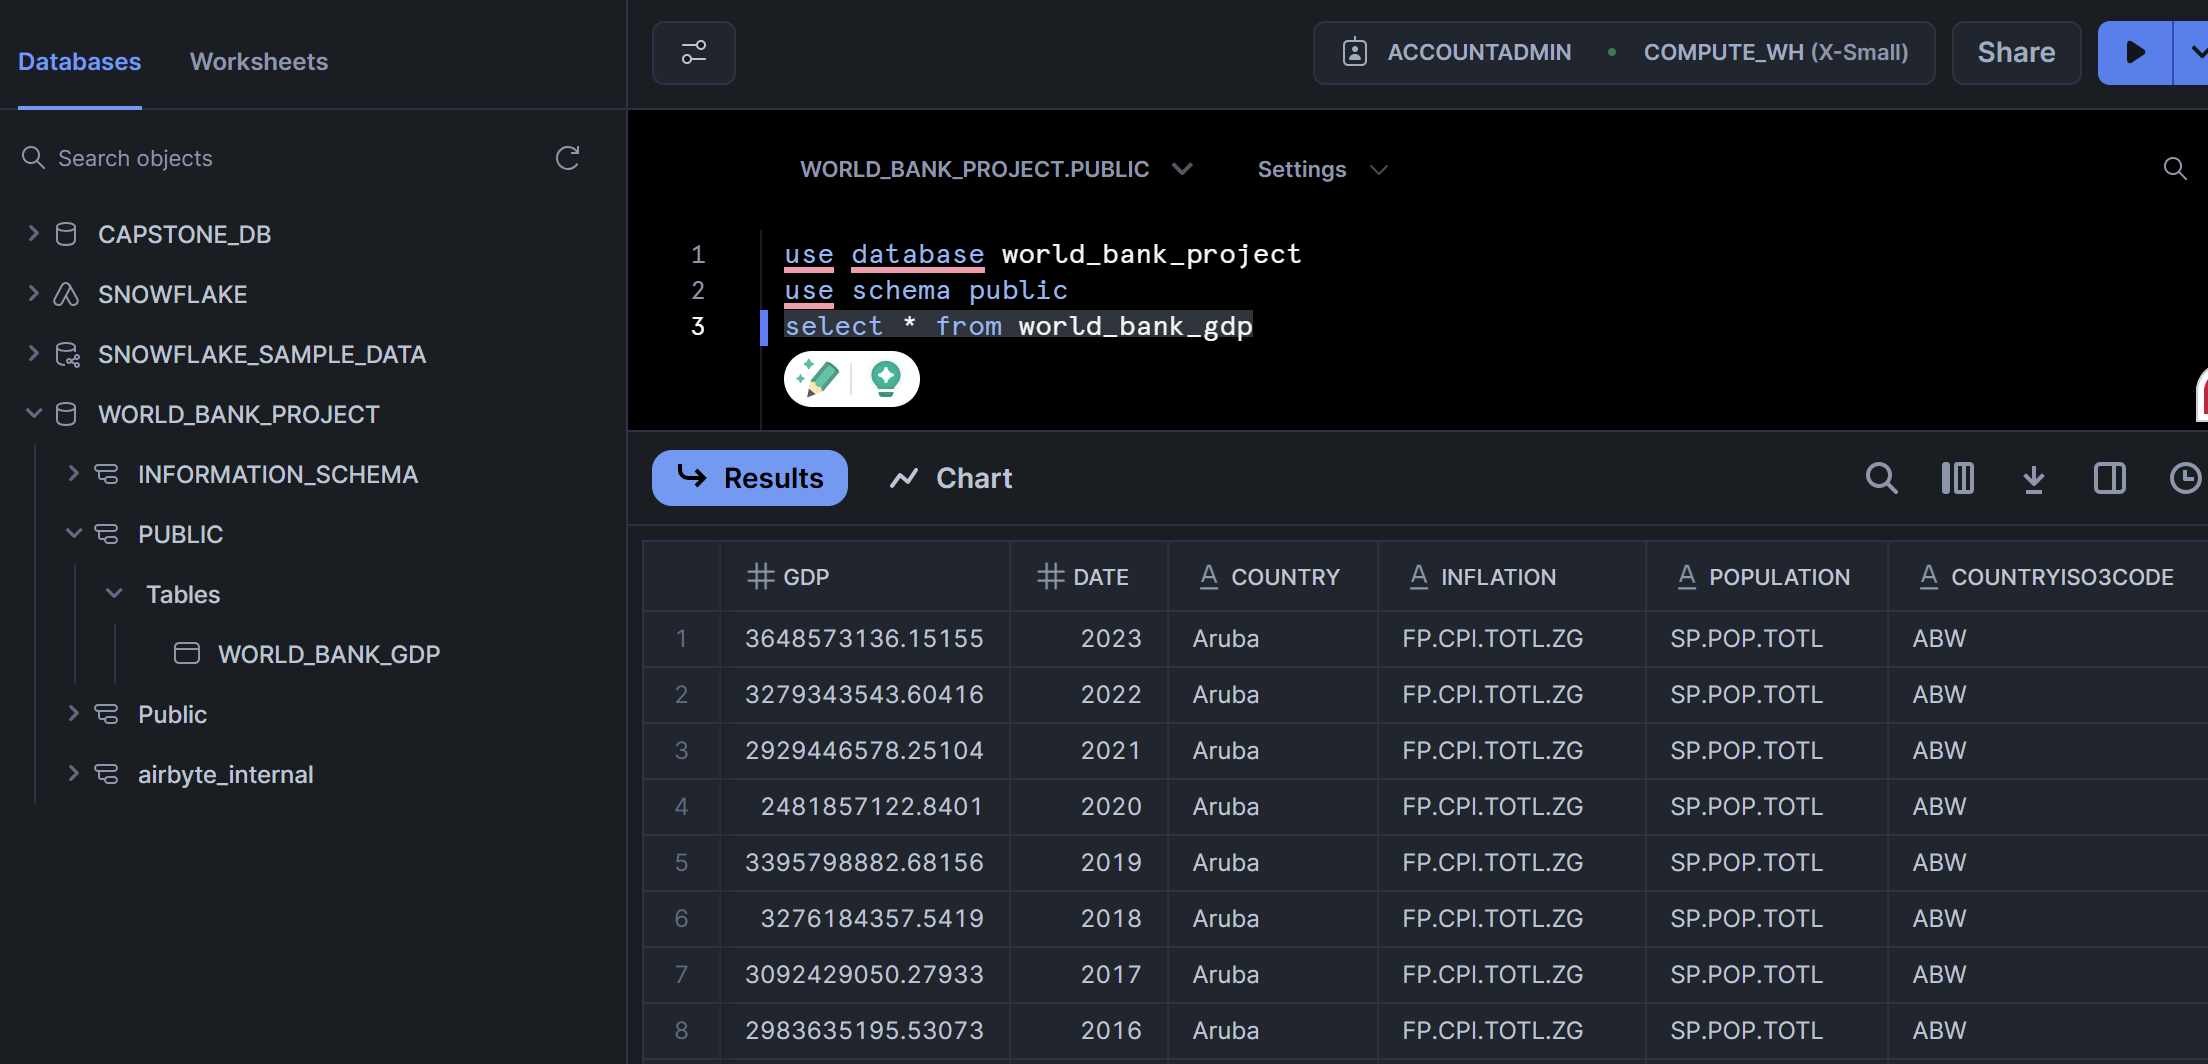 Databases Worksheets
ACCOUNTADMIN COMPUTE_WH (X-Small) Share
Search objects
CAPSTONE_DB
SNOWFLAKE
SNOWFLAKE_SAMPLE_DATA
WORLD_BANK_PROJECT
INFORMATION_SCHEMA
PUBLIC
Tables
WORLD_BANK_GDP
Public
airbyte_internal
WORLD_BANK_PROJECT.PUBLIC Settings
1 use database world_bank_project
2 use schema public
3 select * from world_bank_gdp
Results Chart
GDP DATE COUNTRY INFLATION POPULATION COUNTRYISO3CODE
1 3648573136.15155 2023 Aruba FP.CPI.TOTL.ZG SP.POP.TOTL ABW
2 3279343543.60416 2022 Aruba FP.CPI.TOTL.ZG SP.POP.TOTL ABW
3 2929446578.25104 2021 Aruba FP.CPI.TOTL.ZG SP.POP.TOTL ABW
4 2481857122.8401 2020 Aruba FP.CPI.TOTL.ZG SP.POP.TOTL ABW
5 3395798882.68156 2019 Aruba FP.CPI.TOTL.ZG SP.POP.TOTL ABW
6 3276184357.5419 2018 Aruba FP.CPI.TOTL.ZG SP.POP.TOTL ABW
7 3092429050.27933 2017 Aruba FP.CPI.TOTL.ZG SP.POP.TOTL ABW
8 2983635195.53073 2016 Aruba FP.CPI.TOTL.ZG SP.POP.TOTL ABW